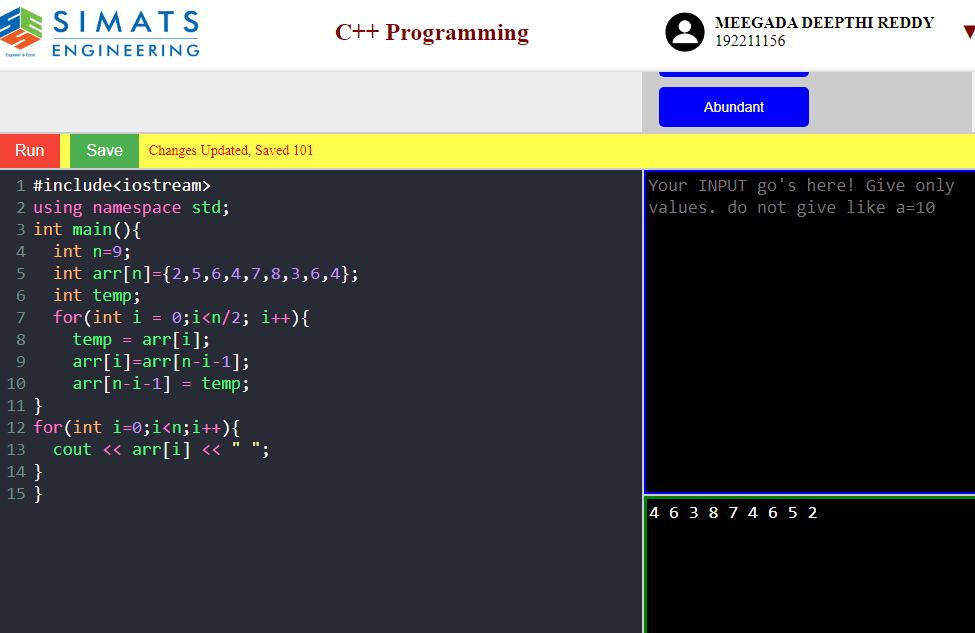 SIMATS
ENGINEERING
Engineer to Excel
C++ Programming
MEEGADA DEEPTHI REDDY
192211156
Abundant
Run Save Changes Updated, Saved 101
1 #include<iostream>
2 using namespace std;
3 int main(){
4   int n=9;
5   int arr[n]={2,5,6,4,7,8,3,6,4};
6   int temp;
7   for(int i = 0;i<n/2; i++){
8     temp = arr[i];
9     arr[i]=arr[n-i-1];
10     arr[n-i-1] = temp;
11 }
12 for(int i=0;i<n;i++){
13   cout << arr[i] << " ";
14 }
15 }
Your INPUT go's here! Give only
values. do not give like a=10
4 6 3 8 7 4 6 5 2